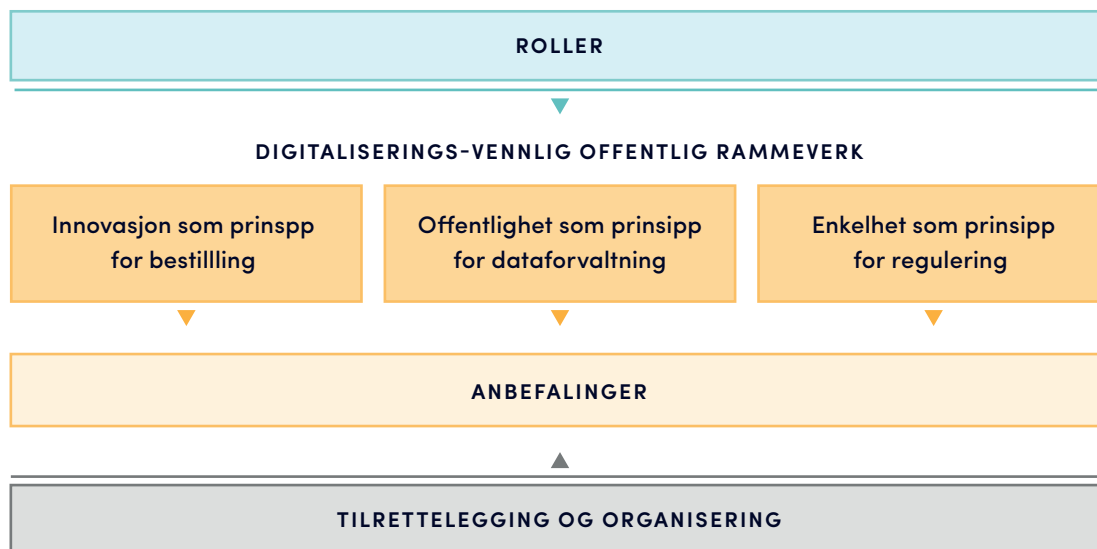 ROLLER
DIGITALISERINGS-VENNLIG OFFENTLIG RAMMEVERK
Innovasjon som prinspp
for bestillling
Offentlighet som prinsipp
for dataforvaltning
Enkelhet som prinsipp
for regulering
ANBEFALINGER
TILRETTELEGGING OG ORGANISERING